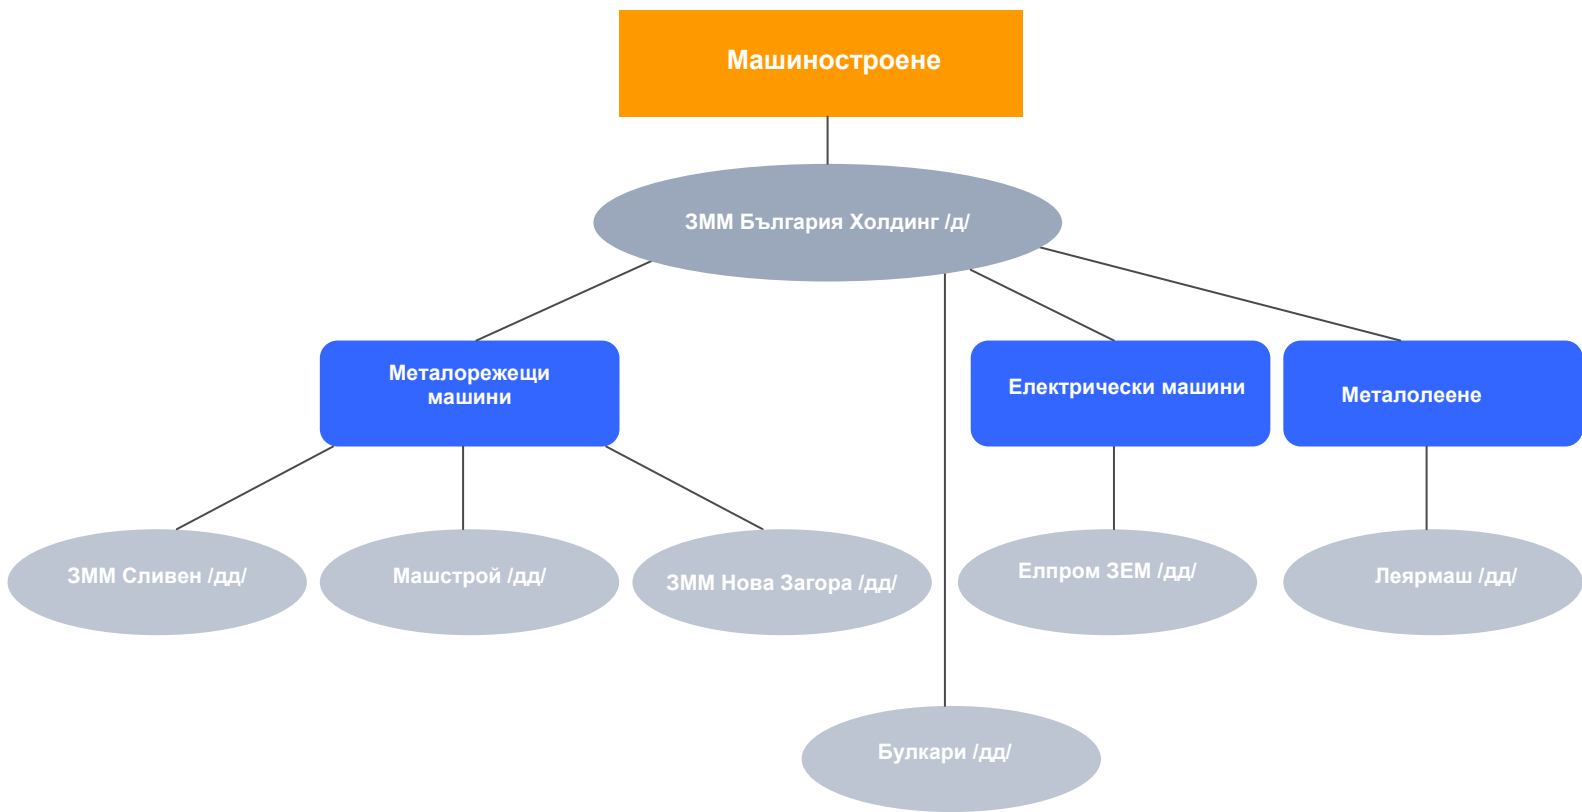 Машиностроене
ЗММ България Холдинг /д/
Металорежещи
машини
Електрически машини
Металолеене
ЗММ Сливен /дд/
Машстрой /дд/
ЗММ Нова Загора /дд/
Елпром ЗЕМ /дд/
Леярмаш /дд/
Булкари /дд/